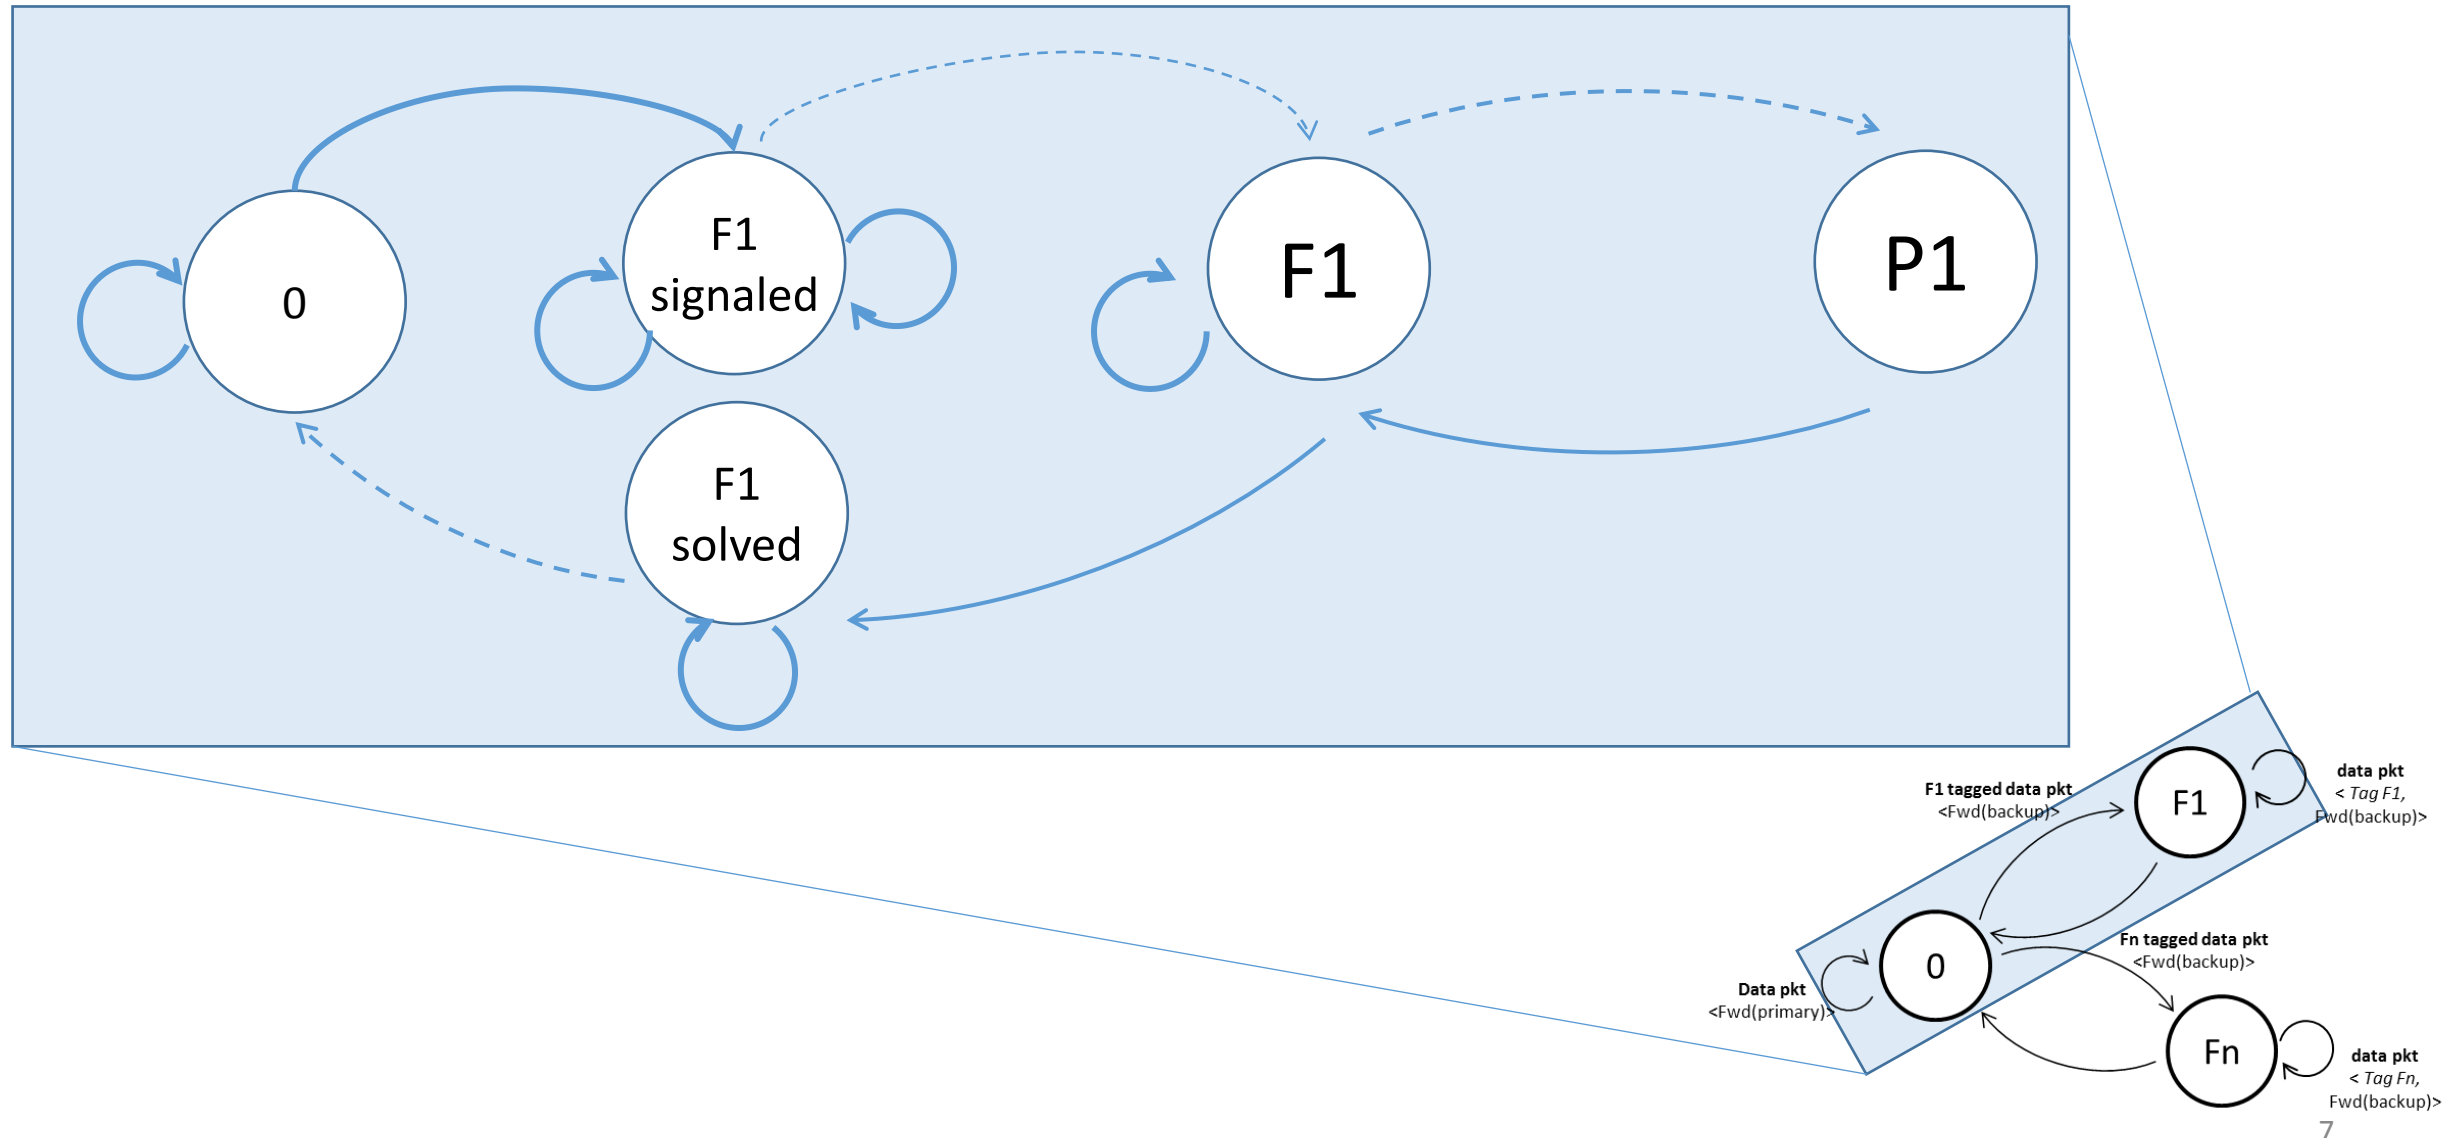 0
F1
signaled
F1
P1
F1
solved
F1 tagged data pkt
<Fwd(backup)>
F1
data pkt
< Tag F1,
Fwd(backup)>
0
Data pkt
<Fwd(primary)>
Fn tagged data pkt
<Fwd(backup)>
Fn
data pkt
< Tag Fn,
Fwd(backup)>
7